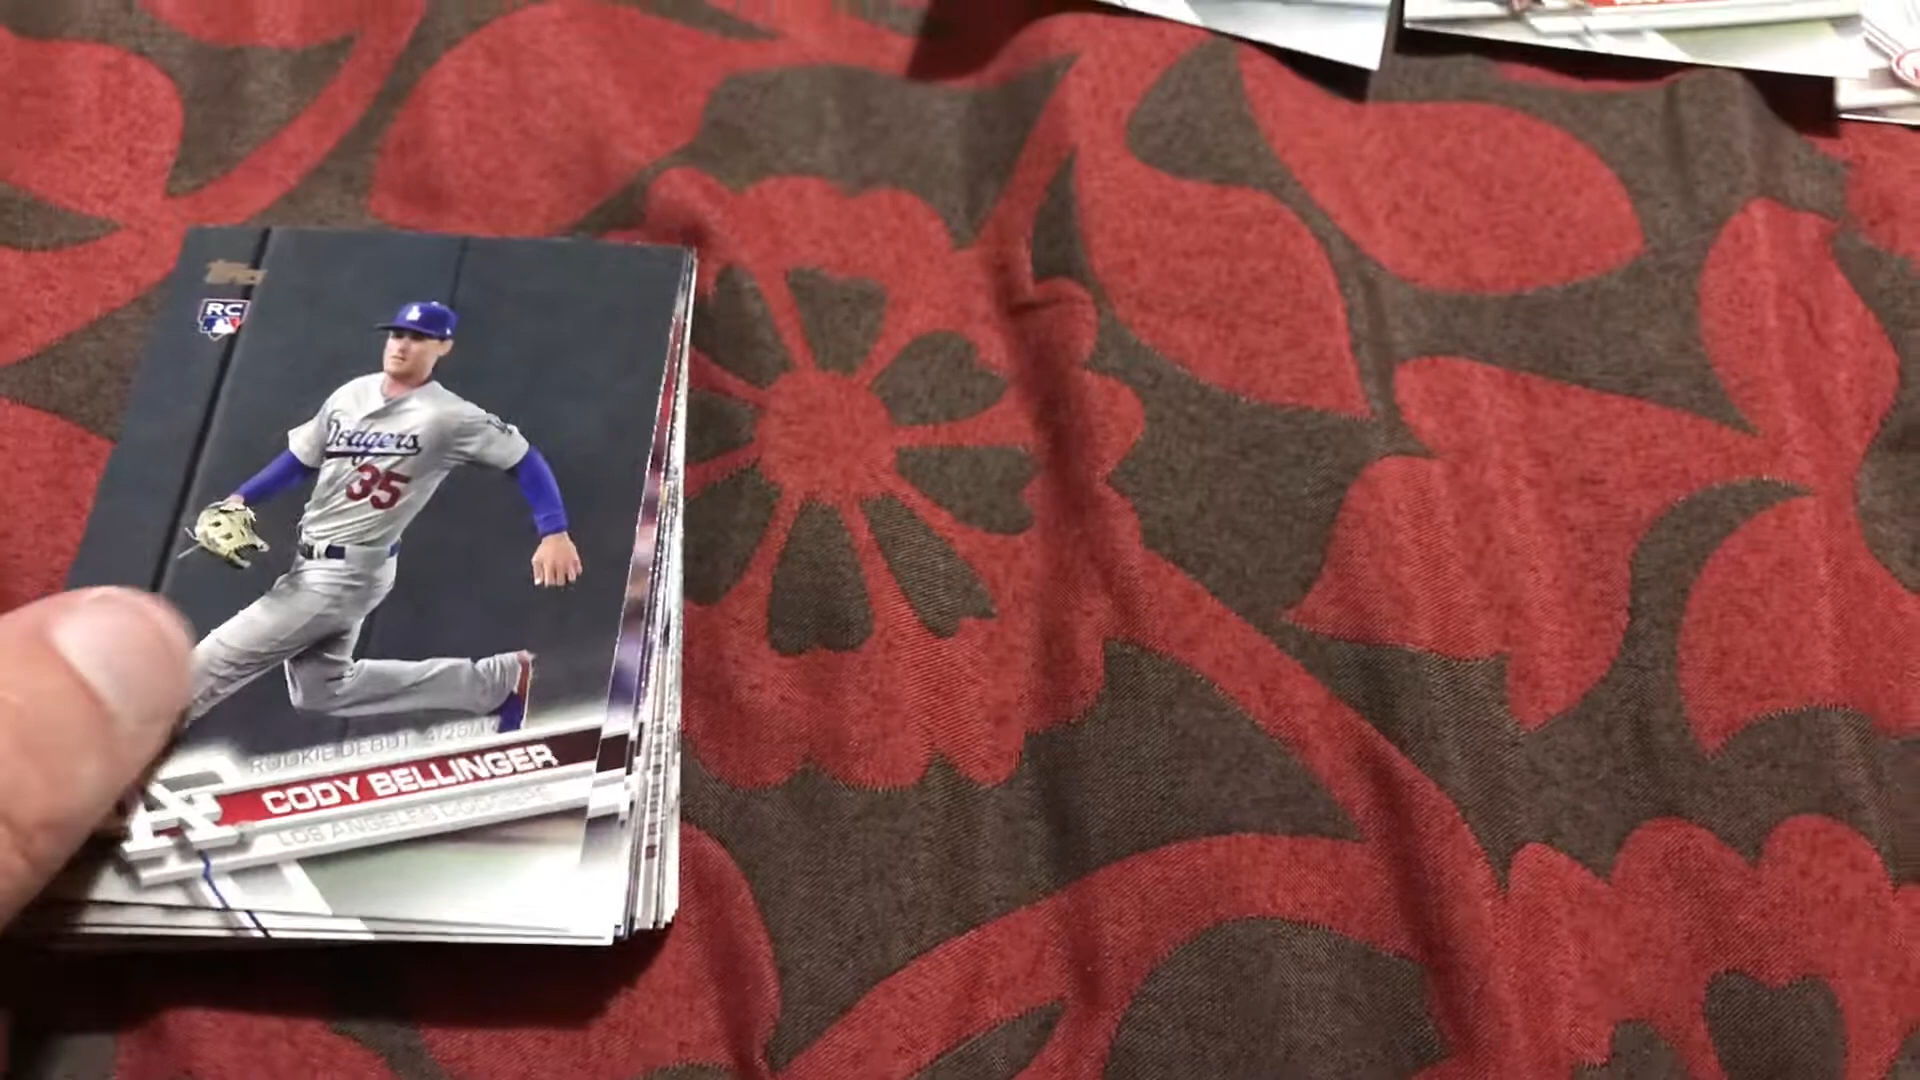 Topps
RC
Dodgers
35
ROOKIE DEBUT
CODY BELLINGER
LOS ANGELES DODGERS